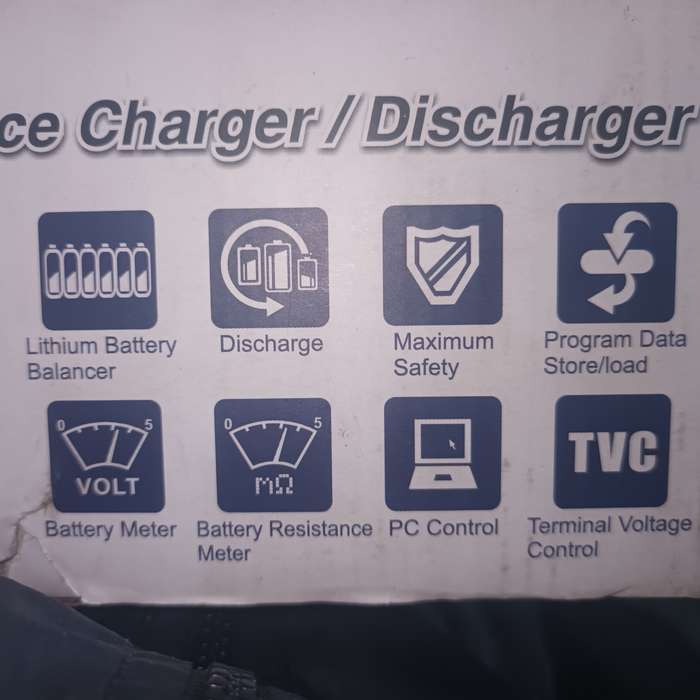 ce Charger / Discharger
Lithium Battery
Balancer
Discharge
Maximum
Safety
Program Data
Store/load
0 5
VOLT
0 5
mΩ
TVC
Battery Meter
Battery Resistance
Meter
PC Control
Terminal Voltage
Control